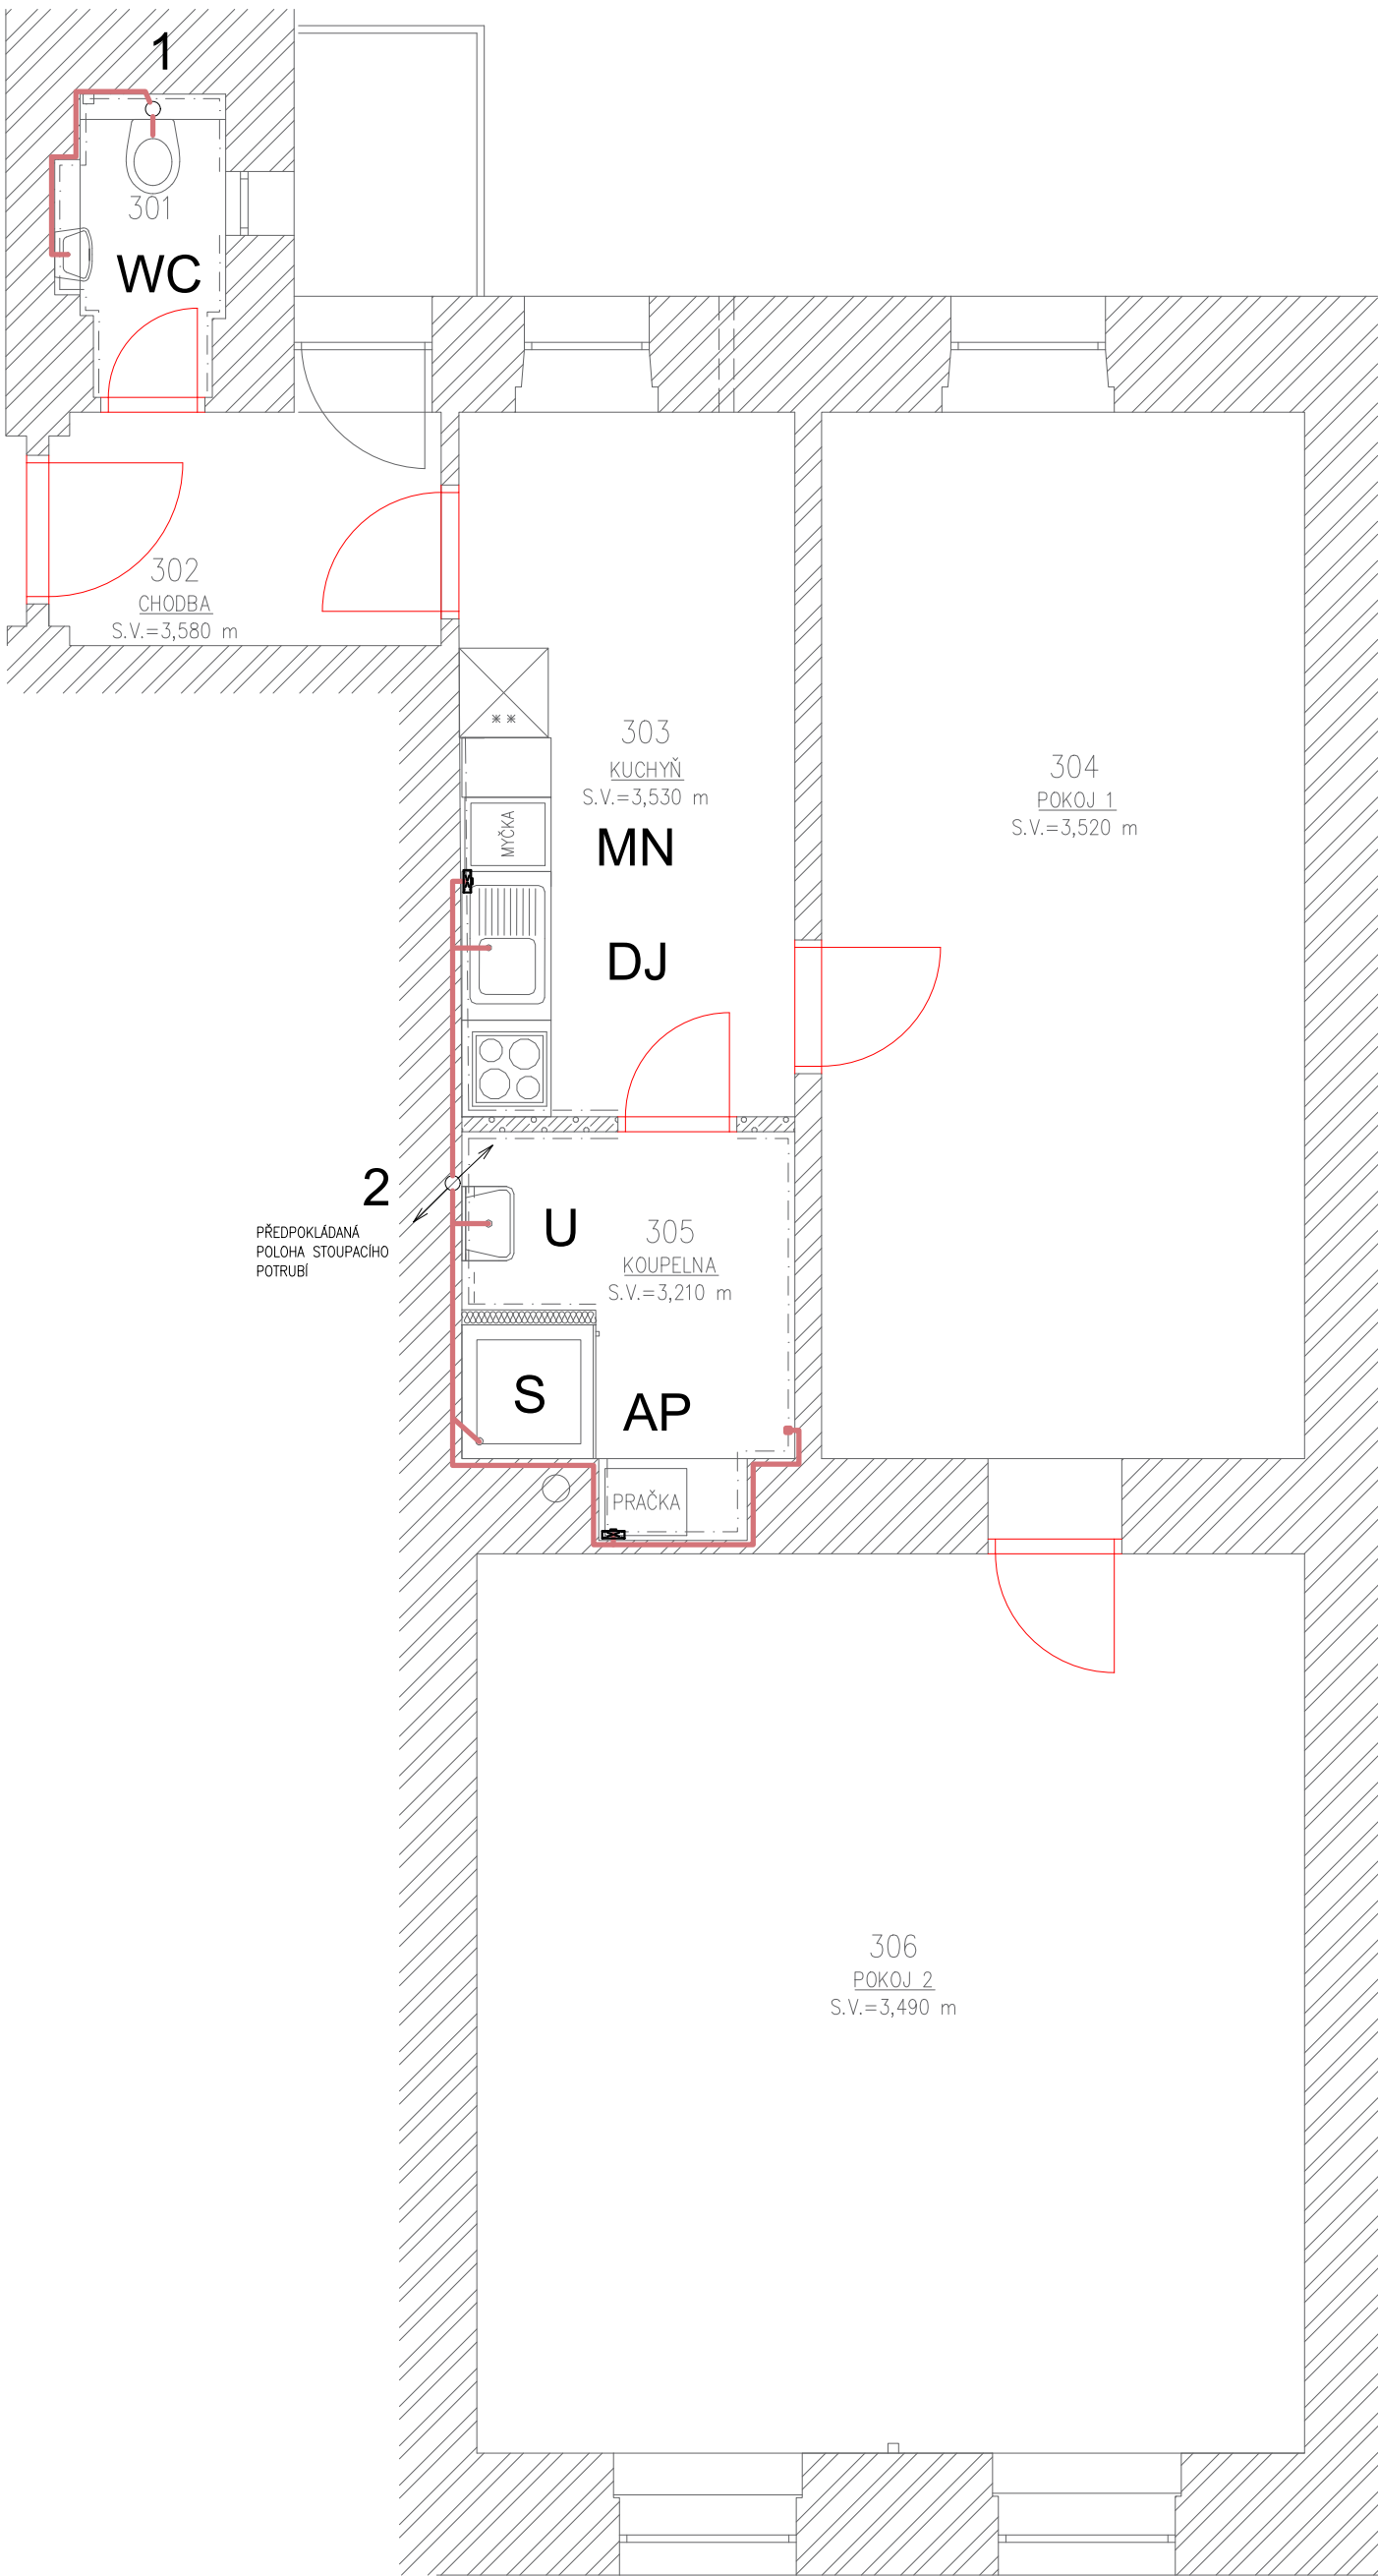 1
301
WC
302
CHODBA
S.V.=3,580 m
303
KUCHYŇ
S.V.=3,530 m
MYČKA
MN
DJ
304
POKOJ 1
S.V.=3,520 m
2
PŘEDPOKLÁDANÁ
POLOHA STOUPACÍHO
POTRUBÍ
U
305
KOUPELNA
S.V.=3,210 m
S
AP
PRAČKA
306
POKOJ 2
S.V.=3,490 m